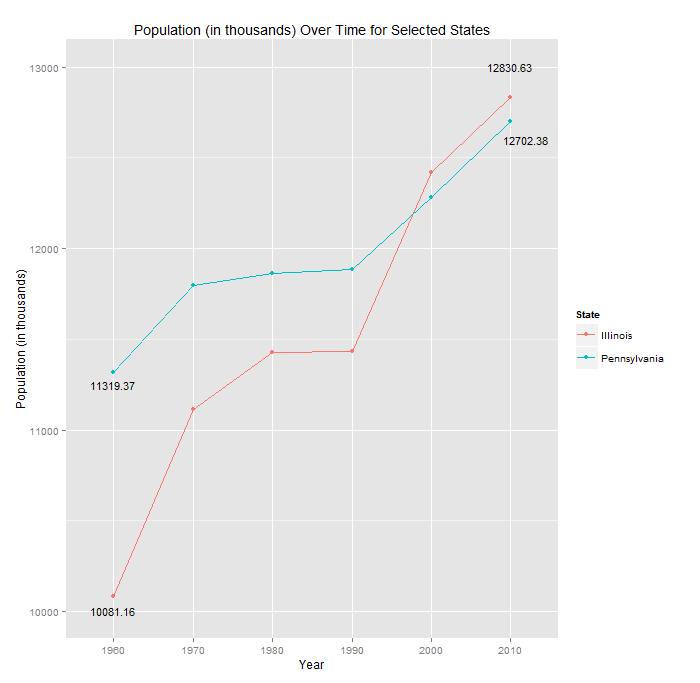 Population (in thousands) Over Time for Selected States
Population (in thousands)
13000
12000
11000
10000
12830.63
12702.38
11319.37
10081.16
1960 1970 1980 1990 2000 2010
Year
State
Illinois
Pennsylvania